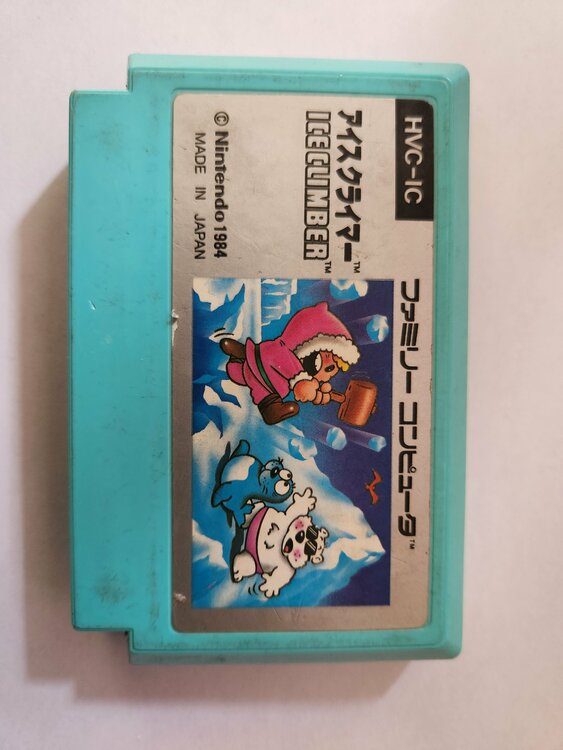 HVC-IC
アイスクライマー™
ICE CLIMBER™
© Nintendo 1984
MADE IN JAPAN
ファミリー コンピュータ™